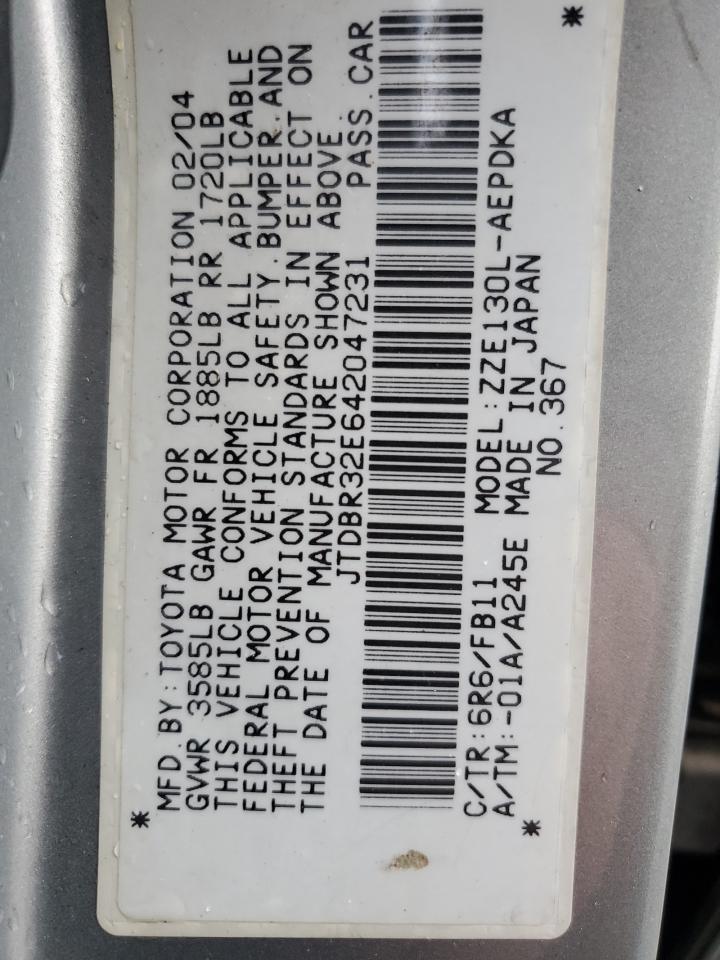 *
*
MFD.BY:TOYOTA MOTOR CORPORATION 02/04
GVWR 3585LB GAWR FR 1885LB RR 1720LB
THIS VEHICLE CONFORMS TO ALL APPLICABLE
FEDERAL MOTOR VEHICLE SAFETY.BUMPER.AND
THEFT PREVENTION STANDARDS IN EFFECT ON
THE DATE OF MANUFACTURE SHOWN ABOVE.
JTDBR32E642047231 PASS.CAR
C/TR:6R6/FB11 MODEL:ZZE130L-AEPDKA
A/TM:-01A/A245E MADE IN JAPAN
NO.367
*